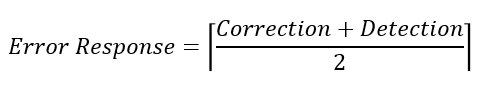 Error Response = ⌈(Correction + Detection)/2⌉